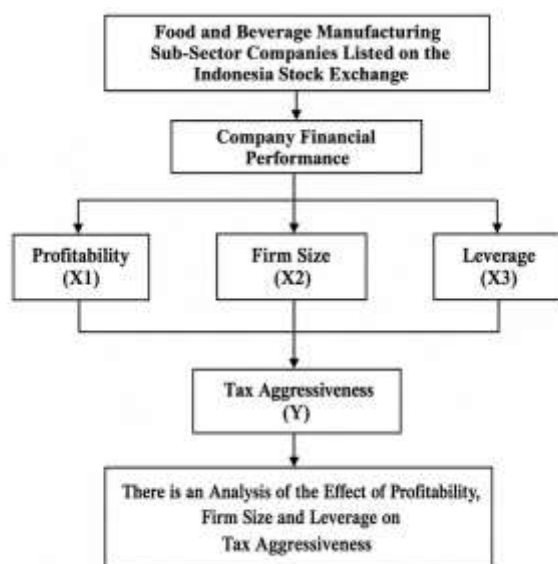 Food and Beverage Manufacturing
Sub-Sector Companies Listed on the
Indonesia Stock Exchange
Company Financial
Performance
Profitability
(X1)
Firm Size
(X2)
Leverage
(X3)
Tax Aggressiveness
(Y)
There is an Analysis of the Effect of Profitability,
Firm Size and Leverage on
Tax Aggressiveness